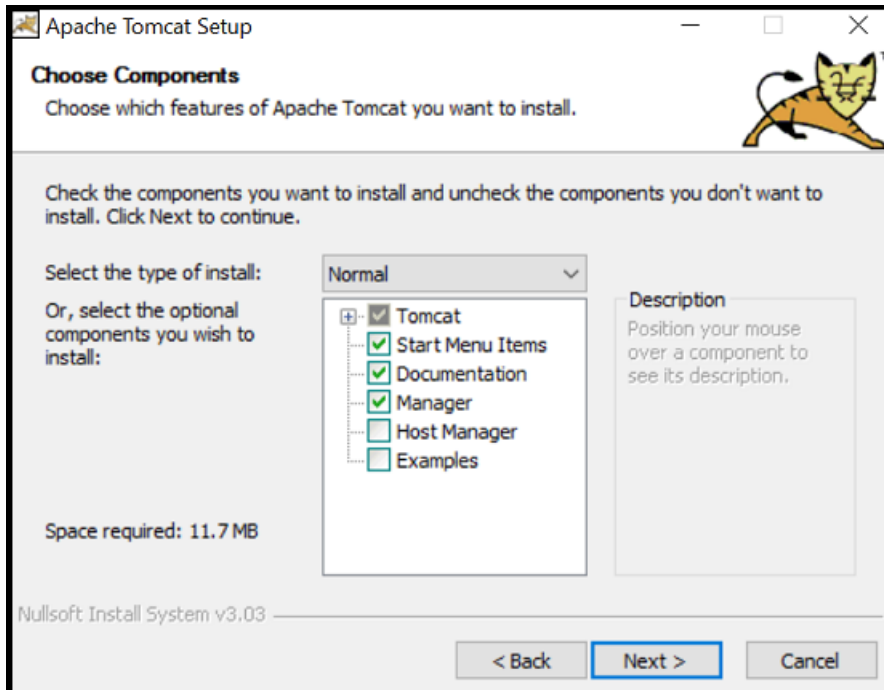 Apache Tomcat Setup
Choose Components
Choose which features of Apache Tomcat you want to install.
Check the components you want to install and uncheck the components you don't want to
install. Click Next to continue.
Select the type of install:
Normal
Or, select the optional
components you wish to
install:
Tomcat
Start Menu Items
Documentation
Manager
Host Manager
Examples
Description
Position your mouse
over a component to
see its description.
Space required: 11.7 MB
Nullsoft Install System v3.03
< Back
Next >
Cancel